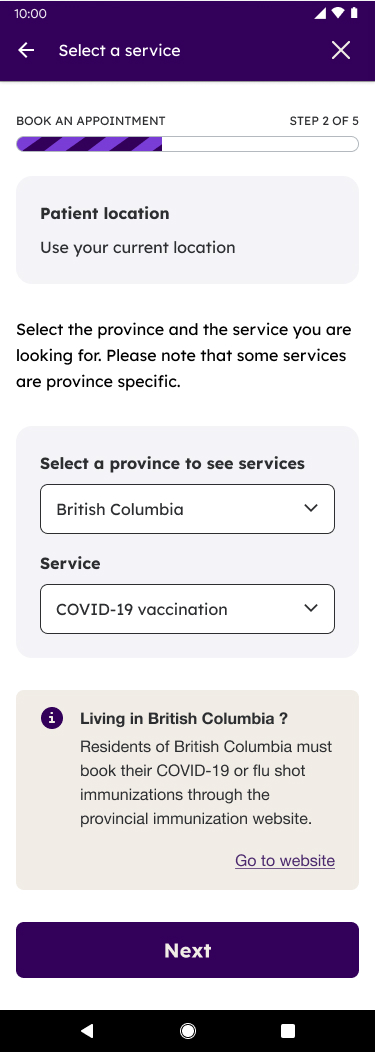 10:00
Select a service
BOOK AN APPOINTMENT
STEP 2 OF 5
Patient location
Use your current location
Select the province and the service you are
looking for. Please note that some services
are province specific.
Select a province to see services
British Columbia
Service
COVID-19 vaccination
Living in British Columbia ?
Residents of British Columbia must
book their COVID-19 or flu shot
immunizations through the
provincial immunization website.
Go to website
Next